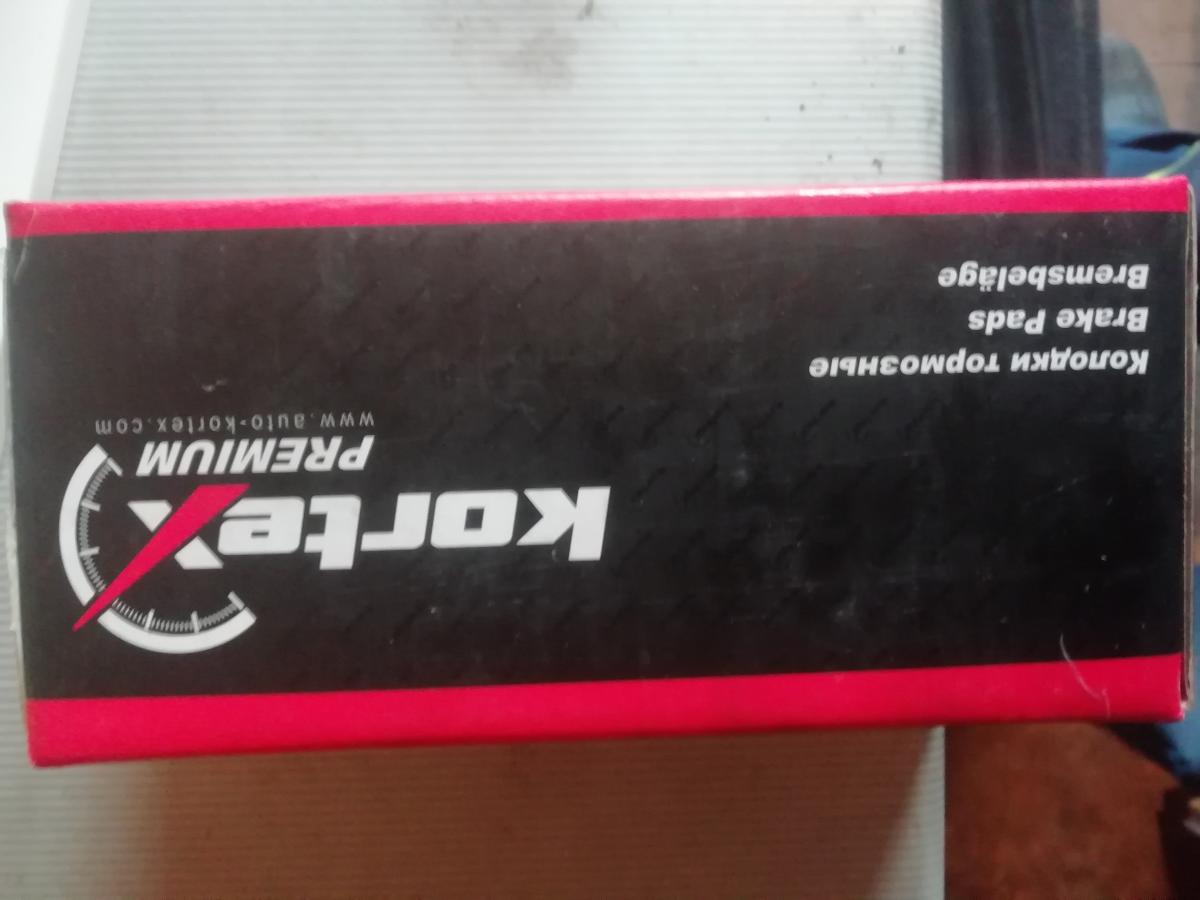 kortex
PREMIUM
www.auto-kortex.com
Колодки тормозные
Brake Pads
Bremsbeläge